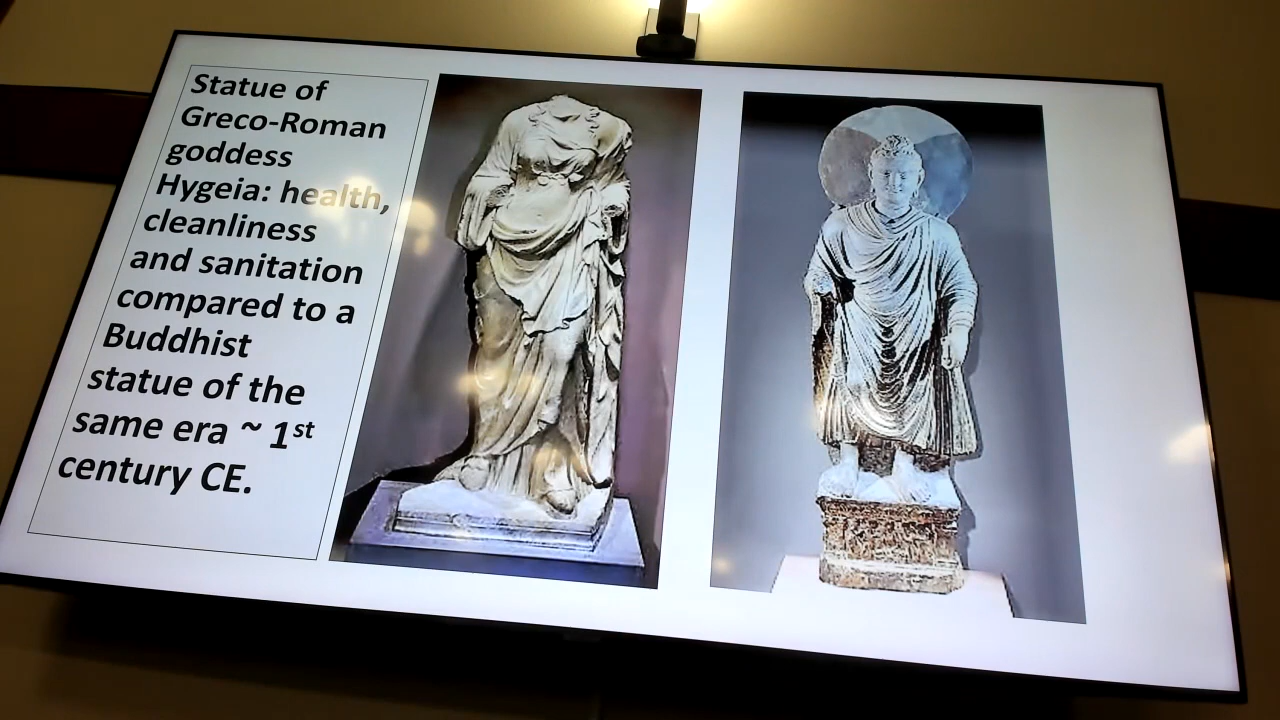 Statue of
Greco-Roman
goddess
Hygeia: health,
cleanliness
and sanitation
compared to a
Buddhist
statue of the
same era ~ 1st
century CE.